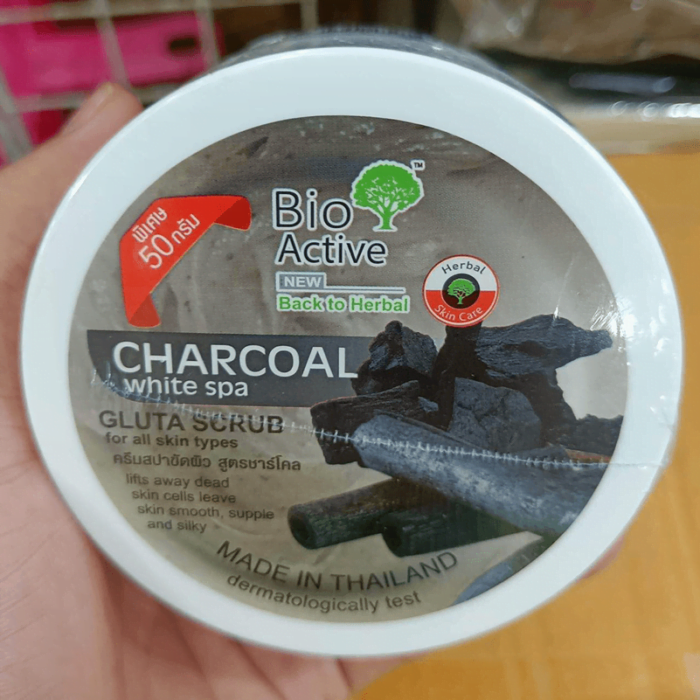 พิเศษ
50 กรัม
Bio
Active
TM
NEW
Back to Herbal
Herbal
Skin Care
CHARCOAL
white spa
GLUTA SCRUB
for all skin types
ครีมสปาขัดผิว สูตรชาร์โคล
lifts away dead
skin cells leave
skin smooth, suppie
and silky
MADE IN THAILAND
dermatologically test